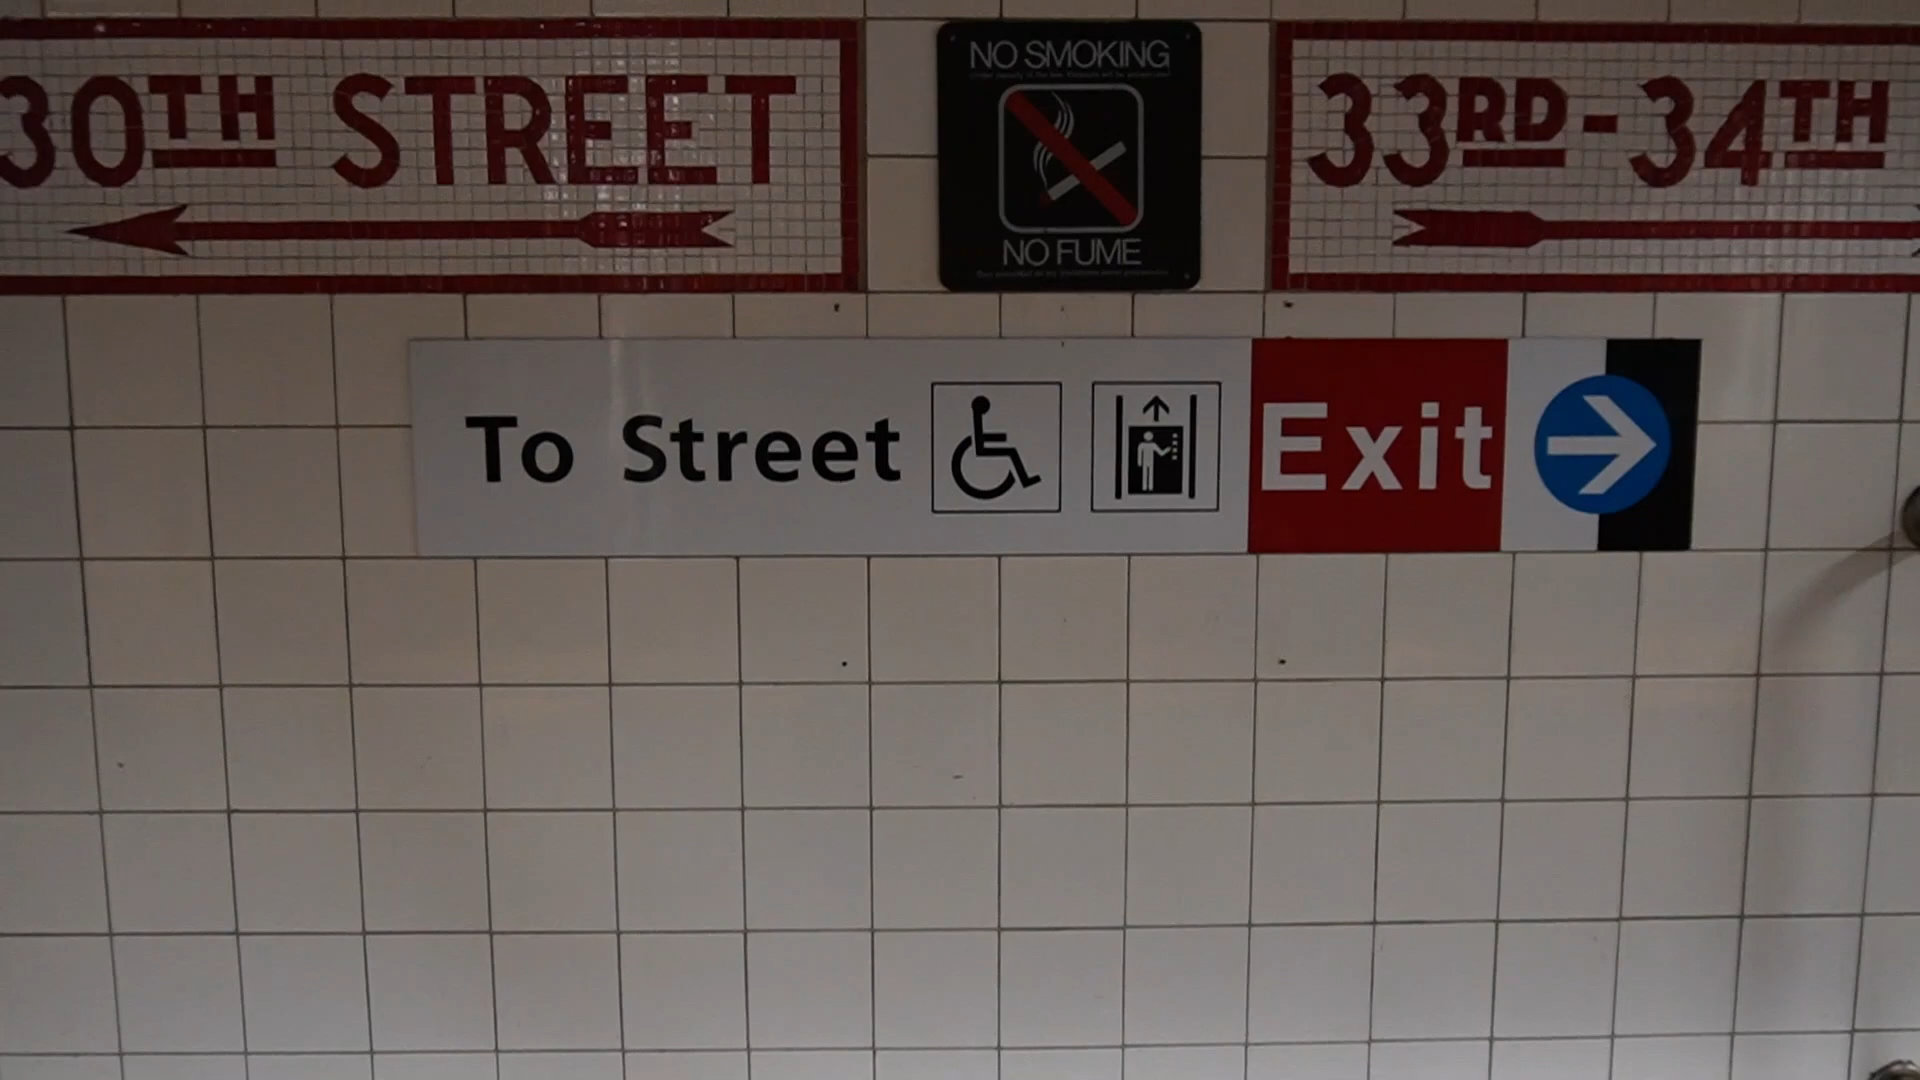 30TH STREET
NO SMOKING
NO FUME
33RD-34TH
To Street
Exit